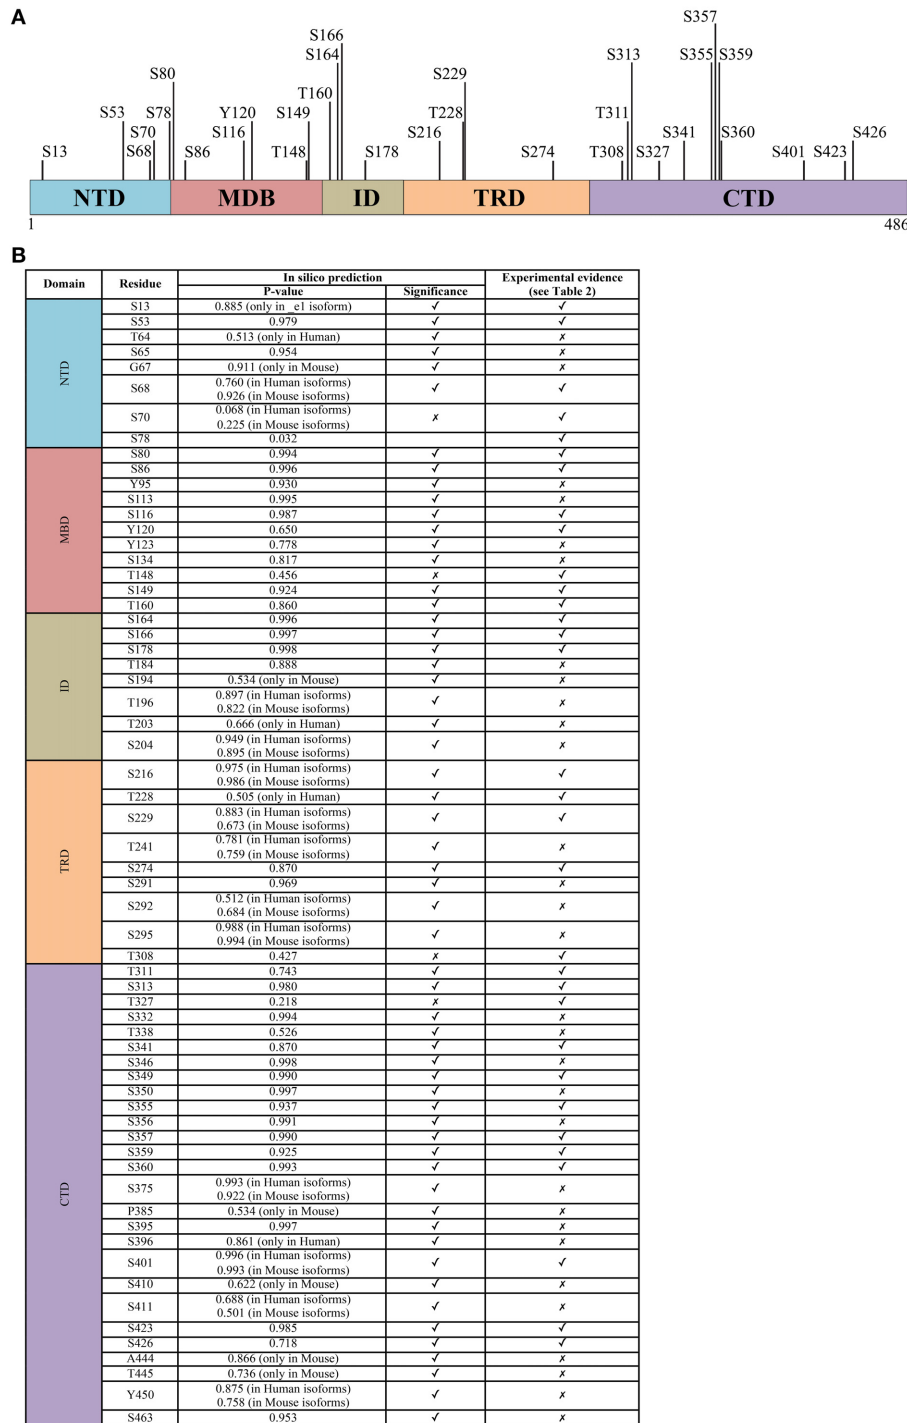 A
S357
S166
S164
S313
S355
S359
S80
S229
T160
S53
S78
Y120
S149
T228
T311
S70
S116
S216
S341
S360
S426
S13
S68
S86
T148
S178
S274
T308
S327
S401
S423
NTD
MDB
ID
TRD
CTD
1
486
B
Domain
Residue
In silico prediction
Experimental evidence
(see Table 2)
P-value
Significance
NTD
S13 0.885 (only in _e1 isoform) ✓ ✓
S53 0.979 ✓ ✓
T64 0.513 (only in Human) ✓ ✗
S65 0.954 ✓ ✗
G67 0.911 (only in Mouse) ✓ ✗
S68 0.760 (in Human isoforms) ✓ ✓
0.926 (in Mouse isoforms)
S70 0.068 (in Human isoforms) ✗ ✓
0.225 (in Mouse isoforms)
S78 0.032 ✓
MBD
S80 0.994 ✓ ✓
S86 0.996 ✓ ✓
Y95 0.930 ✓ ✗
S113 0.995 ✓ ✗
S116 0.987 ✓ ✓
Y120 0.650 ✓ ✓
Y123 0.778 ✓ ✗
S134 0.817 ✓ ✗
T148 0.456 ✗ ✓
S149 0.924 ✓ ✓
T160 0.860 ✓ ✓
ID
S164 0.996 ✓ ✓
S166 0.997 ✓ ✓
S178 0.998 ✓ ✓
T184 0.888 ✓ ✗
S194 0.534 (only in Mouse) ✓ ✗
T196 0.897 (in Human isoforms) ✓ ✗
0.822 (in Mouse isoforms)
T203 0.666 (only in Human) ✓ ✗
S204 0.949 (in Human isoforms) ✓ ✗
0.895 (in Mouse isoforms)
TRD
S216 0.975 (in Human isoforms) ✓ ✓
0.986 (in Mouse isoforms)
T228 0.505 (only in Human) ✓ ✓
S229 0.883 (in Human isoforms) ✓ ✓
0.673 (in Mouse isoforms)
T241 0.781 (in Human isoforms) ✓ ✗
0.759 (in Mouse isoforms)
S274 0.870 ✓ ✓
S291 0.969 ✓ ✗
S292 0.512 (in Human isoforms) ✓ ✗
0.684 (in Mouse isoforms)
S295 0.988 (in Human isoforms) ✓ ✗
0.994 (in Mouse isoforms)
T308 0.427 ✗ ✓
CTD
T311 0.743 ✓ ✓
S313 0.980 ✓ ✓
T327 0.218 ✗ ✓
S332 0.994 ✓ ✗
T338 0.526 ✓ ✗
S341 0.870 ✓ ✓
S346 0.998 ✓ ✗
S349 0.990 ✓ ✓
S350 0.997 ✓ ✗
S355 0.937 ✓ ✓
S356 0.991 ✓ ✗
S357 0.990 ✓ ✓
S359 0.925 ✓ ✓
S360 0.993 ✓ ✓
S375 0.993 (in Human isoforms) ✓ ✗
0.922 (in Mouse isoforms)
P385 0.534 (only in Mouse) ✓ ✗
S395 0.997 ✓ ✗
S396 0.861 (only in Human) ✓ ✗
S401 0.996 (in Human isoforms) ✓ ✓
0.993 (in Mouse isoforms)
S410 0.622 (only in Mouse) ✓ ✗
S411 0.688 (in Human isoforms) ✓ ✗
0.501 (in Mouse isoforms)
S423 0.985 ✓ ✓
S426 0.718 ✓ ✓
A444 0.866 (only in Mouse) ✓ ✗
T445 0.736 (only in Mouse) ✓ ✗
Y450 0.875 (in Human isoforms) ✓ ✗
0.758 (in Mouse isoforms)
S463 0.953 ✓ ✗